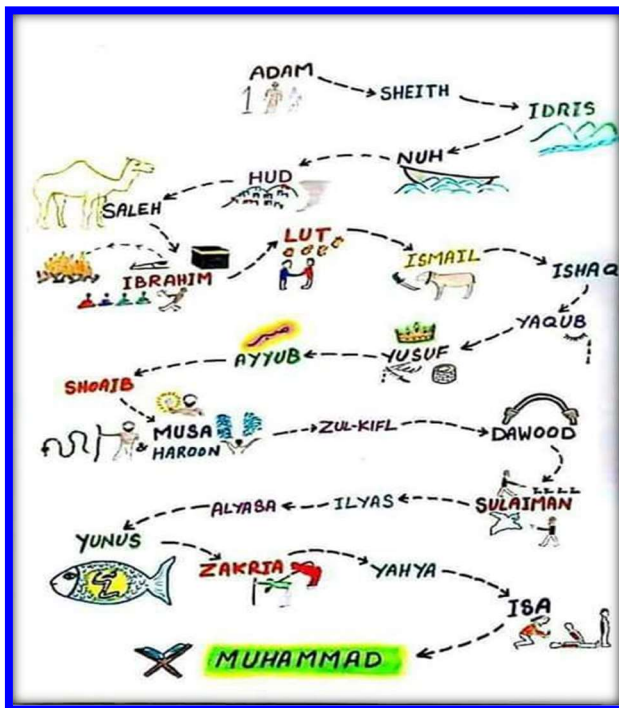 ADAM
SHEITH
IDRIS
NUH
HUD
SALEH
IBRAHIM
LUT
ISMAIL
ISHAQ
YAQUB
YUSUF
AYYUB
SHOAIB
MUSA
& HAROON
ZUL-KIFL
DAWOOD
SULAIMAN
ILYAS
ALYASA
YUNUS
ZAKRIA
YAHYA
ISA
MUHAMMAD